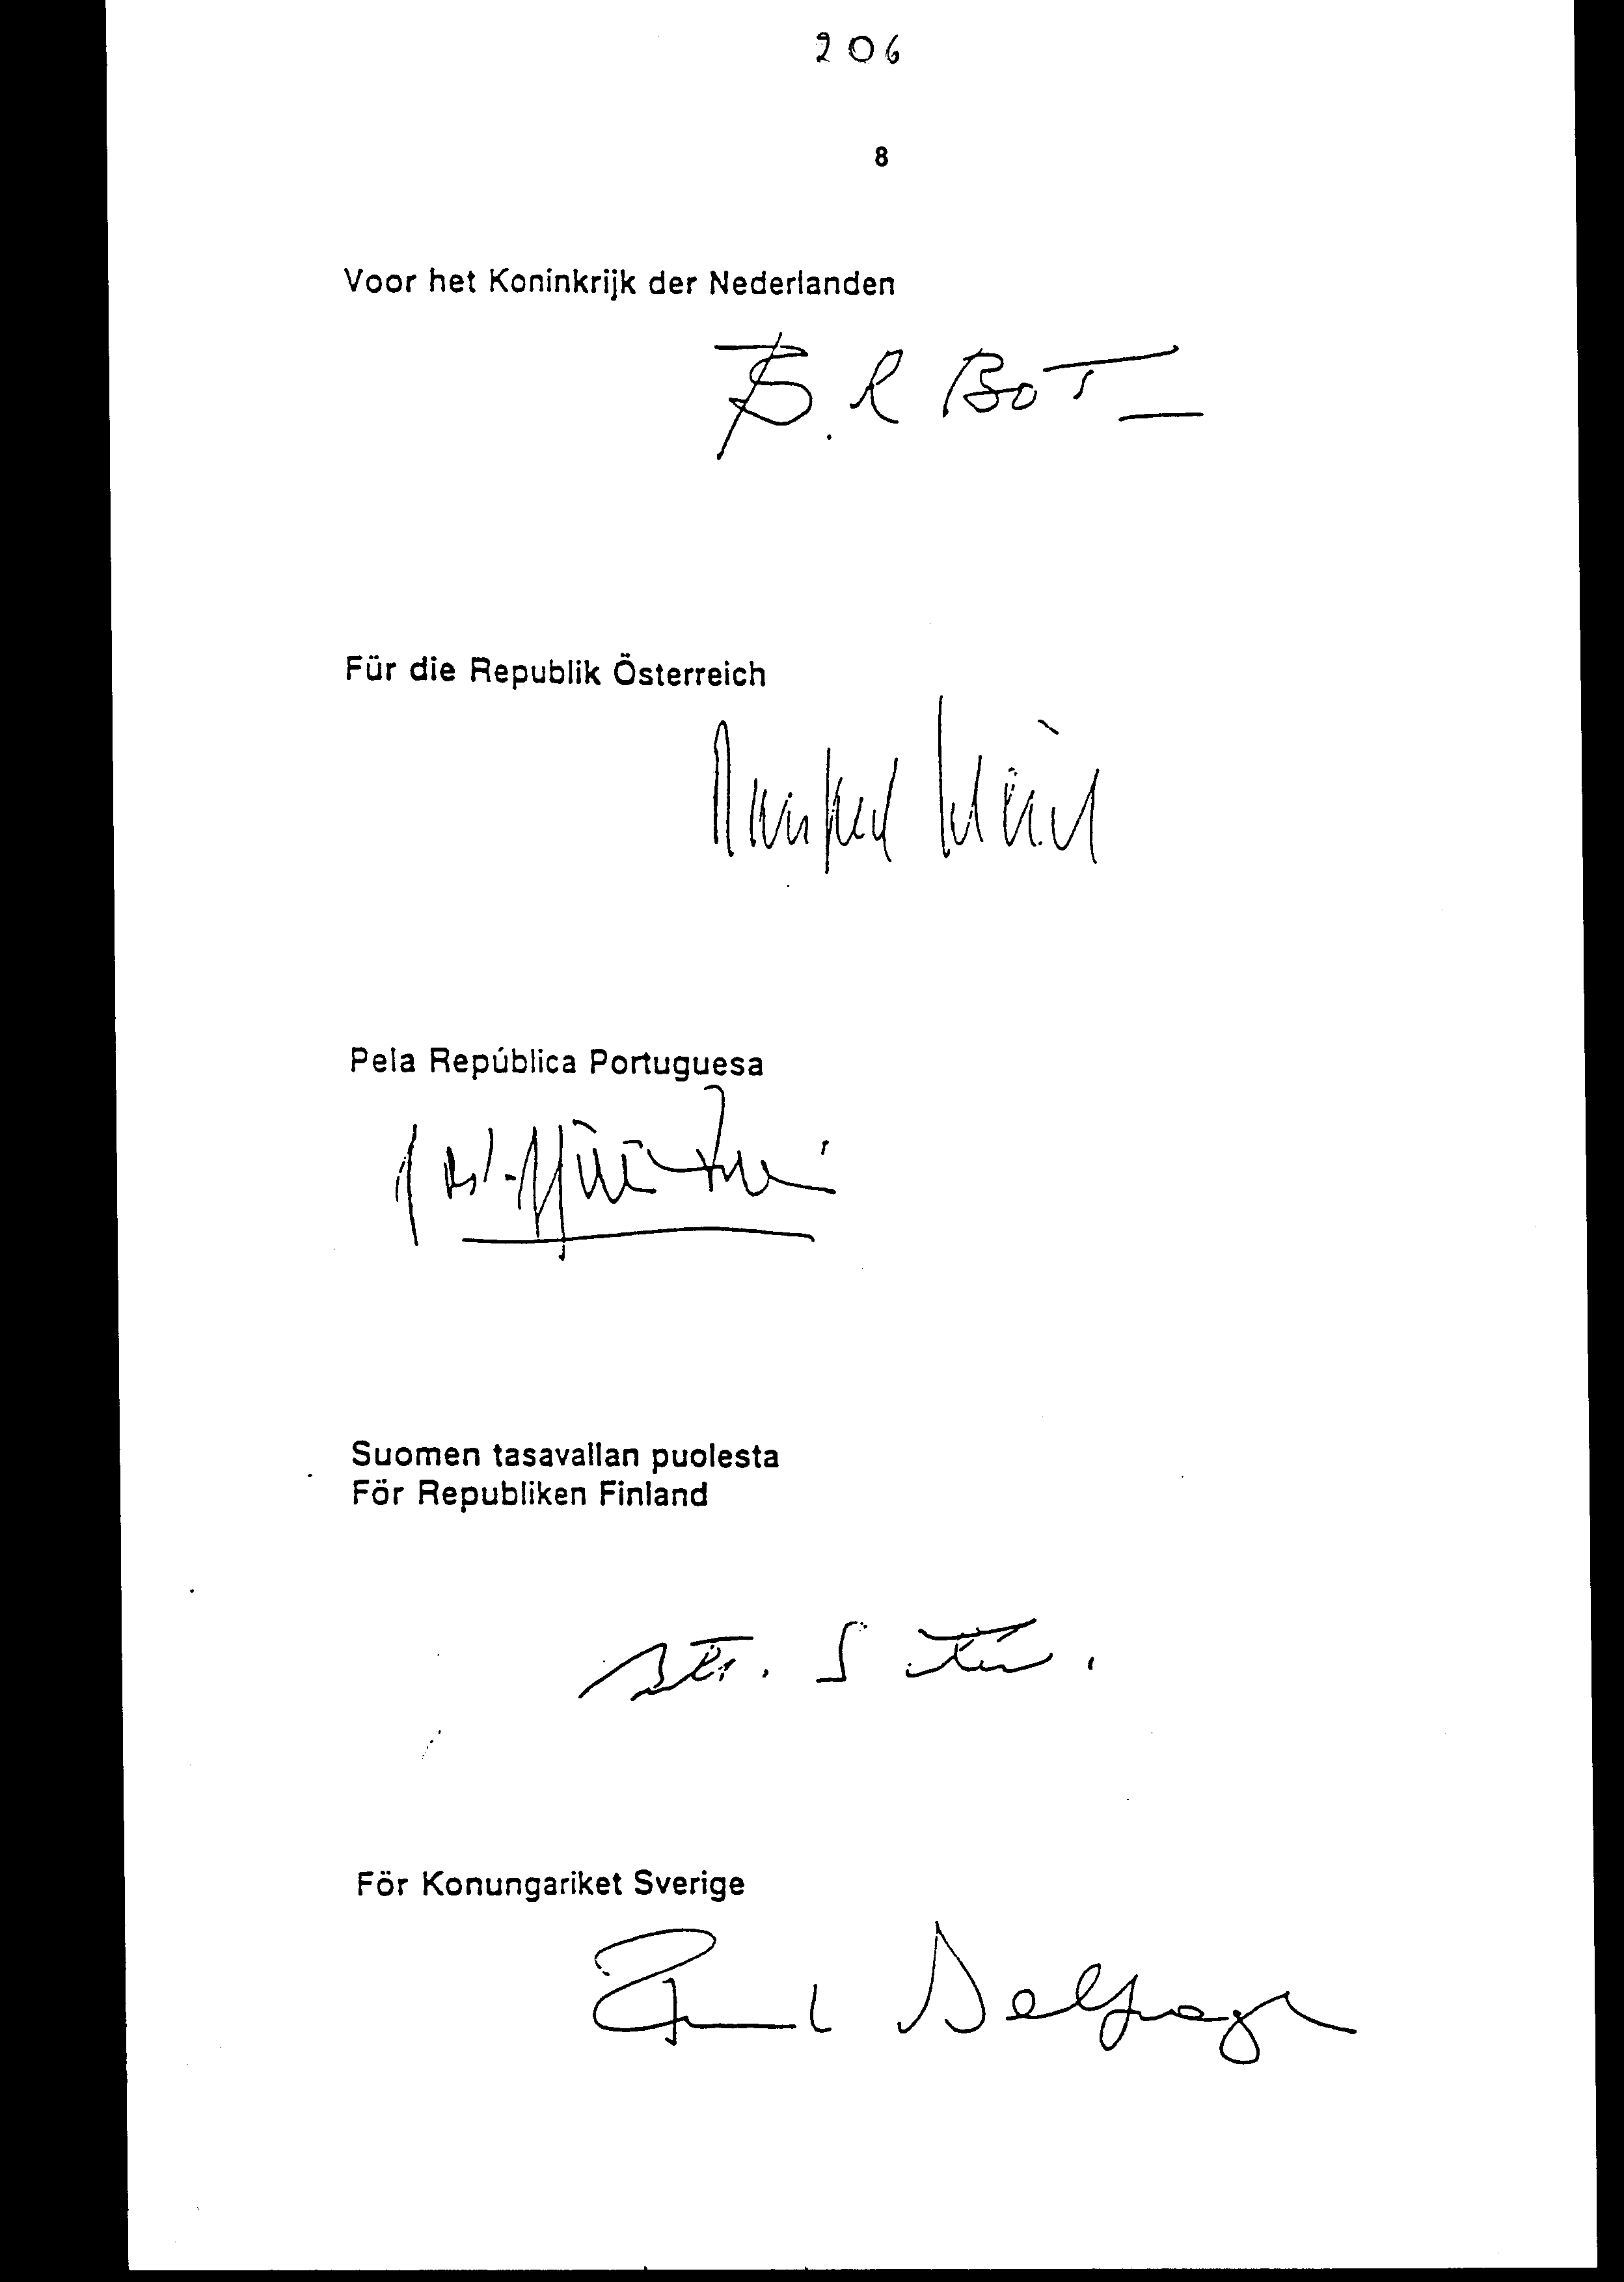 206
8
Voor het Koninkrijk der Nederlanden
B. R BOT
Für die Republik Österreich
Pela República Portuguesa
Suomen tasavallan puolesta
För Republiken Finland
För Konungariket Sverige